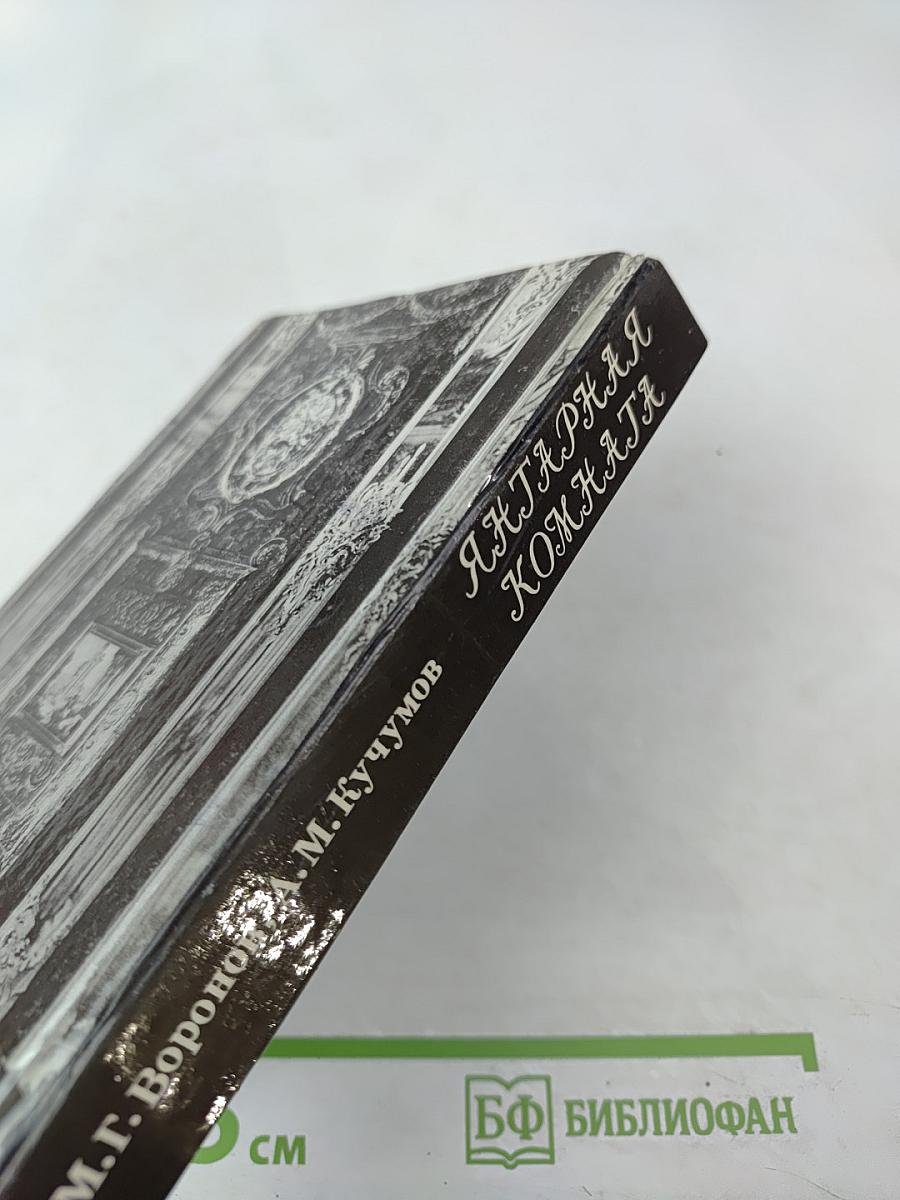 М.Г. Воронов, А.М. Кучумов
ЯНТАРНАЯ
КОМНАТА
см
БФ БИБЛИОФАН